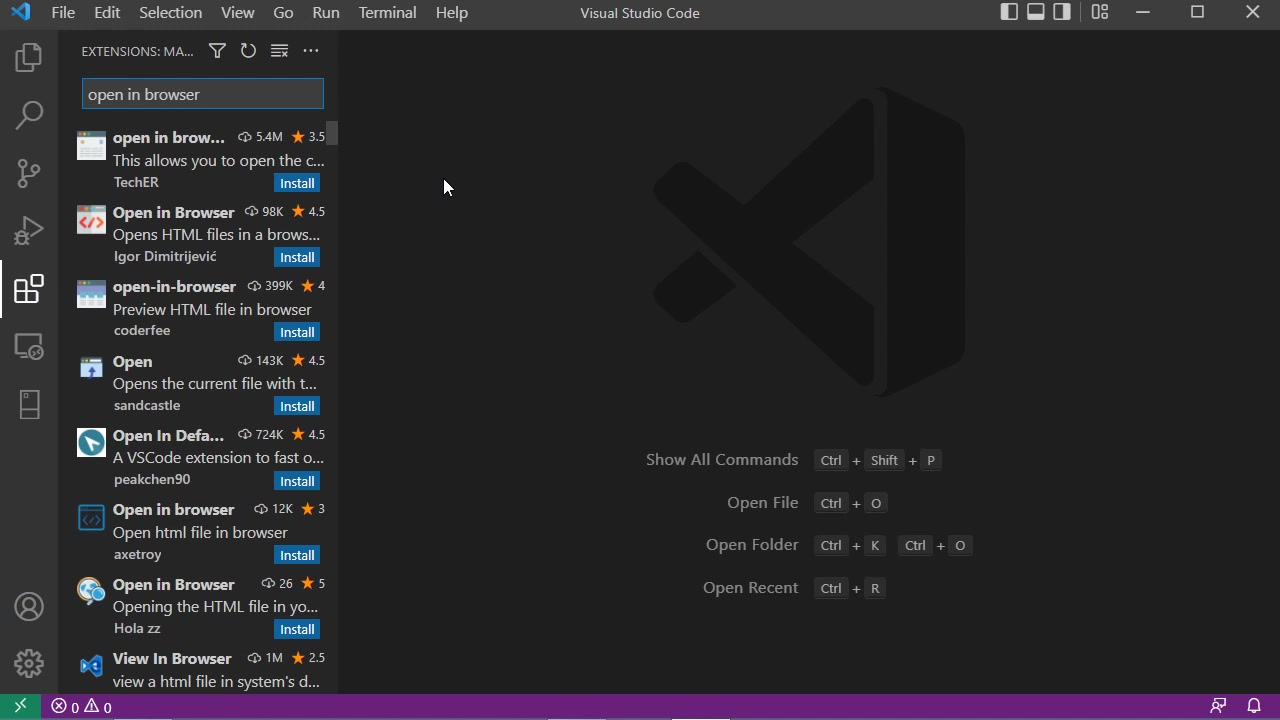 File Edit Selection View Go Run Terminal Help
Visual Studio Code
EXTENSIONS: MA...
open in browser
open in brow... 5.4M 3.5
This allows you to open the c...
TechER Install
Open in Browser 98K 4.5
Opens HTML files in a brows...
Igor Dimitrijević Install
open-in-browser 399K 4
Preview HTML file in browser
coderfee Install
Open 143K 4.5
Opens the current file with t...
sandcastle Install
Open In Defa... 724K 4.5
A VSCode extension to fast o...
peakchen90 Install
Open in browser 12K 3
Open html file in browser
axetroy Install
Open in Browser 26 5
Opening the HTML file in yo...
Hola zz Install
View In Browser 1M 2.5
view a html file in system's d...
Show All Commands Ctrl + Shift + P
Open File Ctrl + O
Open Folder Ctrl + K Ctrl + O
Open Recent Ctrl + R
0 0